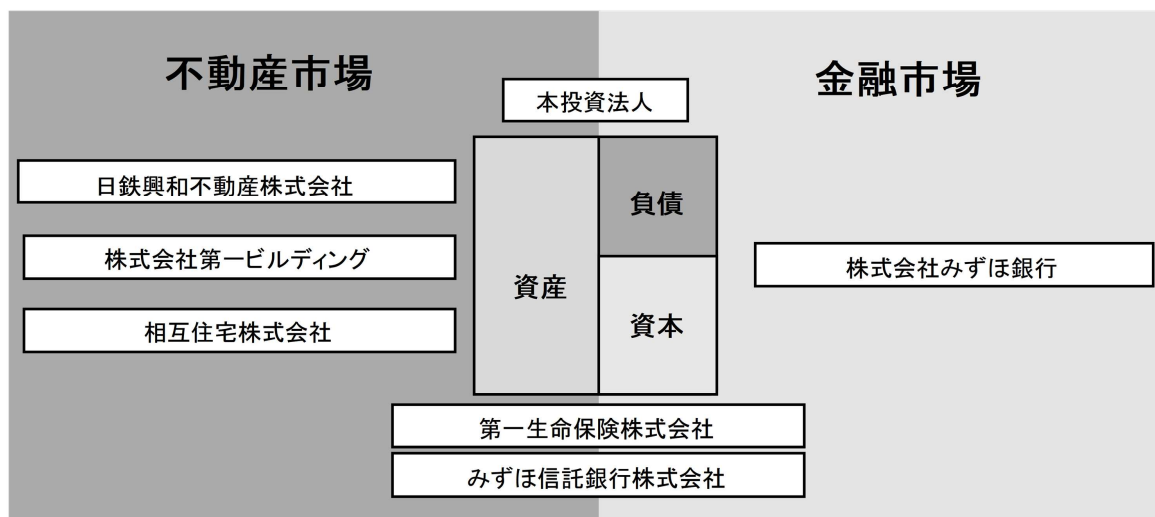 不動産市場
金融市場
本投資法人
日鉄興和不動産株式会社
株式会社第一ビルディング
相互住宅株式会社
資産
負債
資本
株式会社みずほ銀行
第一生命保険株式会社
みずほ信託銀行株式会社